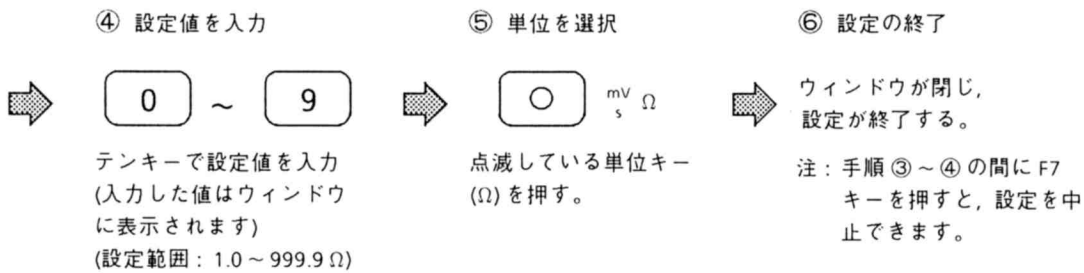 ④ 設定値を入力
0 ~ 9
テンキーで設定値を入力
(入力した値はウィンドウ
に表示されます)
(設定範囲 : 1.0 ~ 999.9 Ω)
⑤ 単位を選択
mV
s Ω
点滅している単位キー
(Ω) を押す。
⑥ 設定の終了
ウィンドウが閉じ,
設定が終了する。
注 : 手順 ③ ~ ④ の間に F7
キーを押すと, 設定を中
止できます。